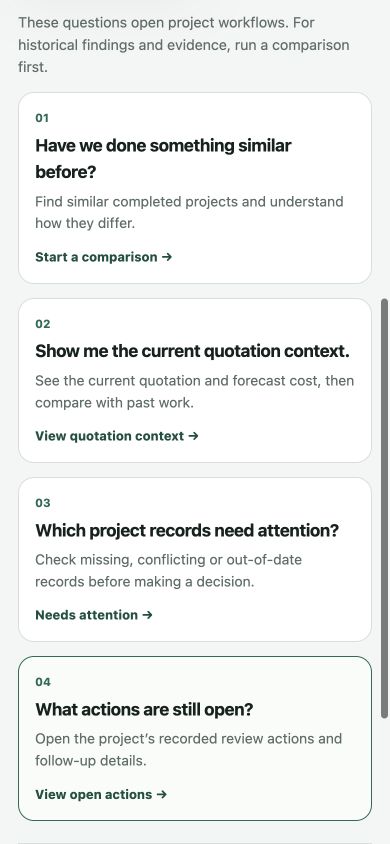 These questions open project workflows. For
historical findings and evidence, run a comparison
first.
01
Have we done something similar
before?
Find similar completed projects and understand
how they differ.
Start a comparison →
02
Show me the current quotation context.
See the current quotation and forecast cost, then
compare with past work.
View quotation context →
03
Which project records need attention?
Check missing, conflicting or out-of-date
records before making a decision.
Needs attention →
04
What actions are still open?
Open the project’s recorded review actions and
follow-up details.
View open actions →